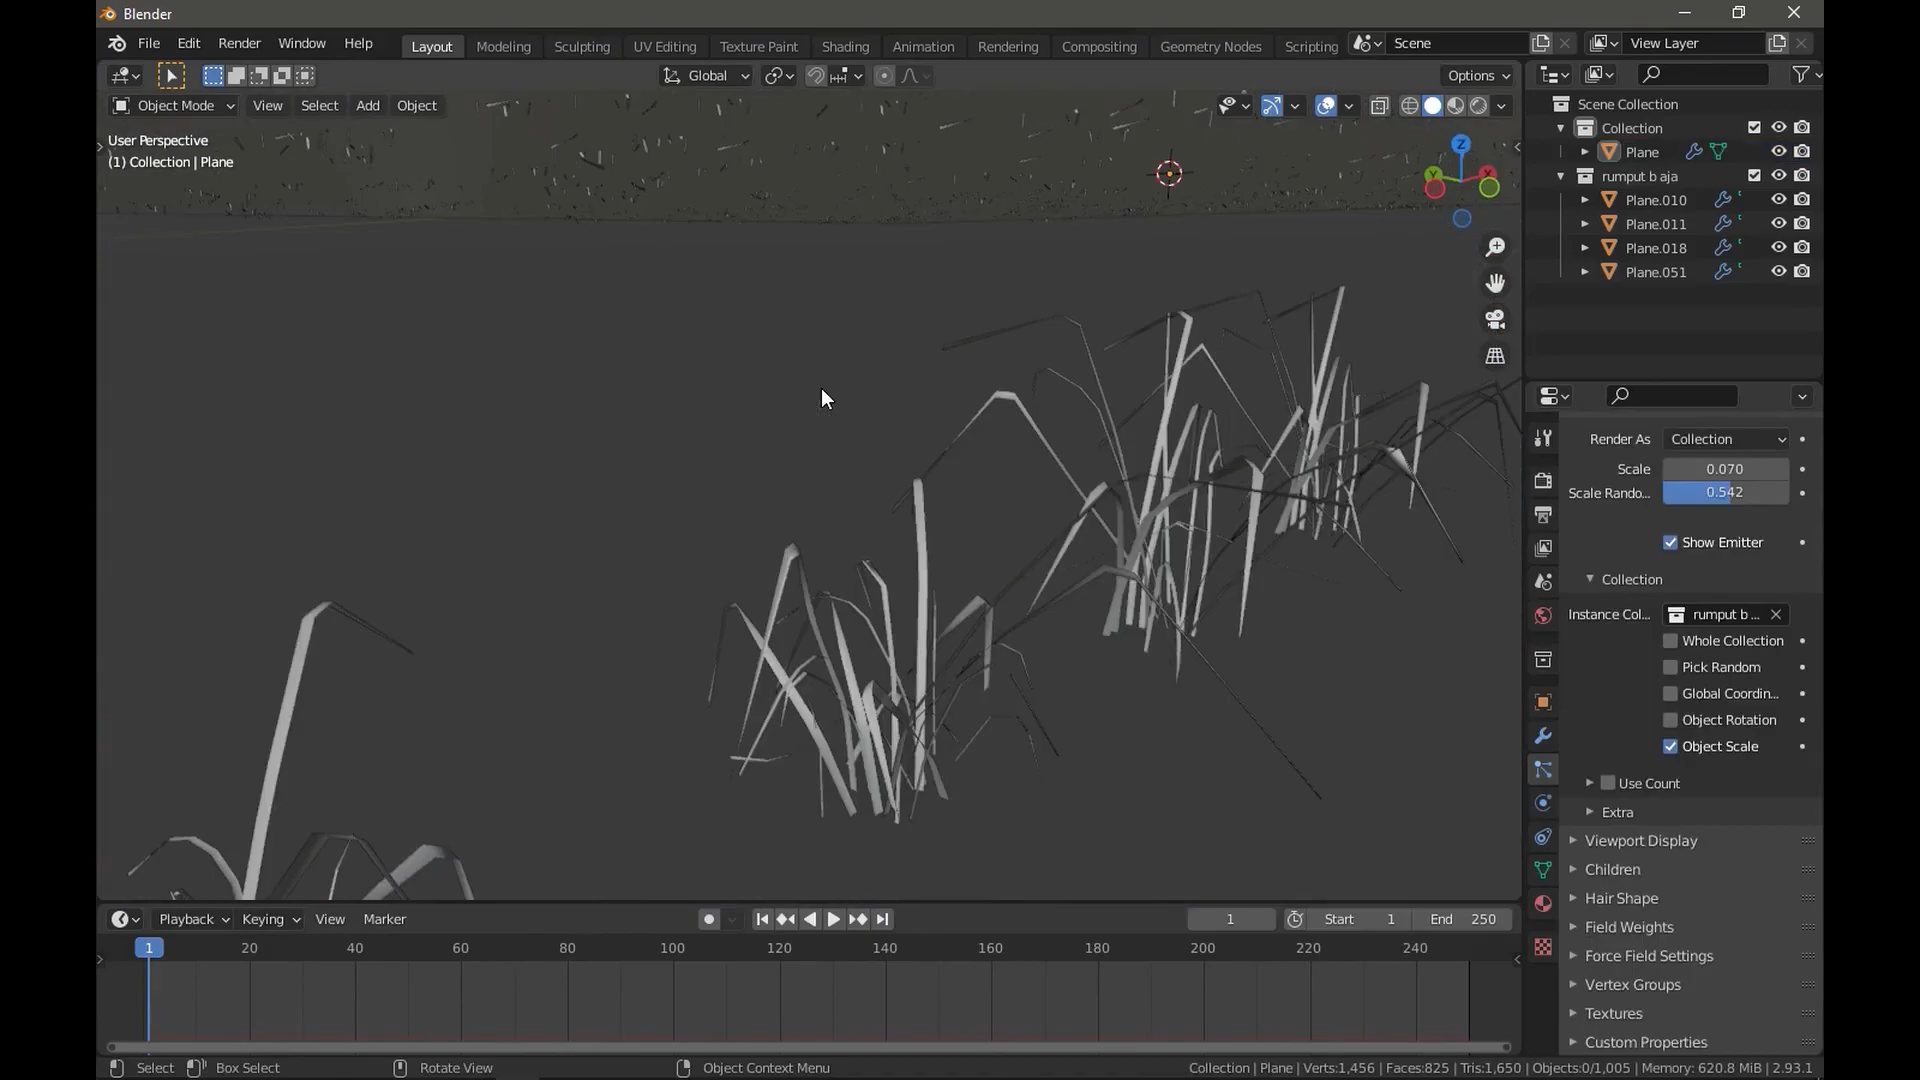 Blender
File Edit Render Window Help Layout Modeling Sculpting UV Editing Texture Paint Shading Animation Rendering Compositing Geometry Nodes Scripting Scene View Layer
Global Options
Object Mode View Select Add Object
User Perspective
(1) Collection | Plane
Z
Y
X
Scene Collection
Collection
Plane
rumput b aja
Plane.010
Plane.011
Plane.018
Plane.051
Render As Collection
Scale 0.070
Scale Rando... 0.542
Show Emitter
Collection
Instance Col... rumput b ...
Whole Collection
Pick Random
Global Coordin...
Object Rotation
Object Scale
Use Count
Extra
Viewport Display
Children
Hair Shape
Field Weights
Force Field Settings
Vertex Groups
Textures
Custom Properties
Playback Keying View Marker 1 Start 1 End 250
1 20 40 60 80 100 120 140 160 180 200 220 240
Select Box Select Rotate View Object Context Menu Collection | Plane | Verts:1,456 | Faces:825 | Tris:1,650 | Objects:0/1,005 | Memory: 620.8 MiB | 2.93.1